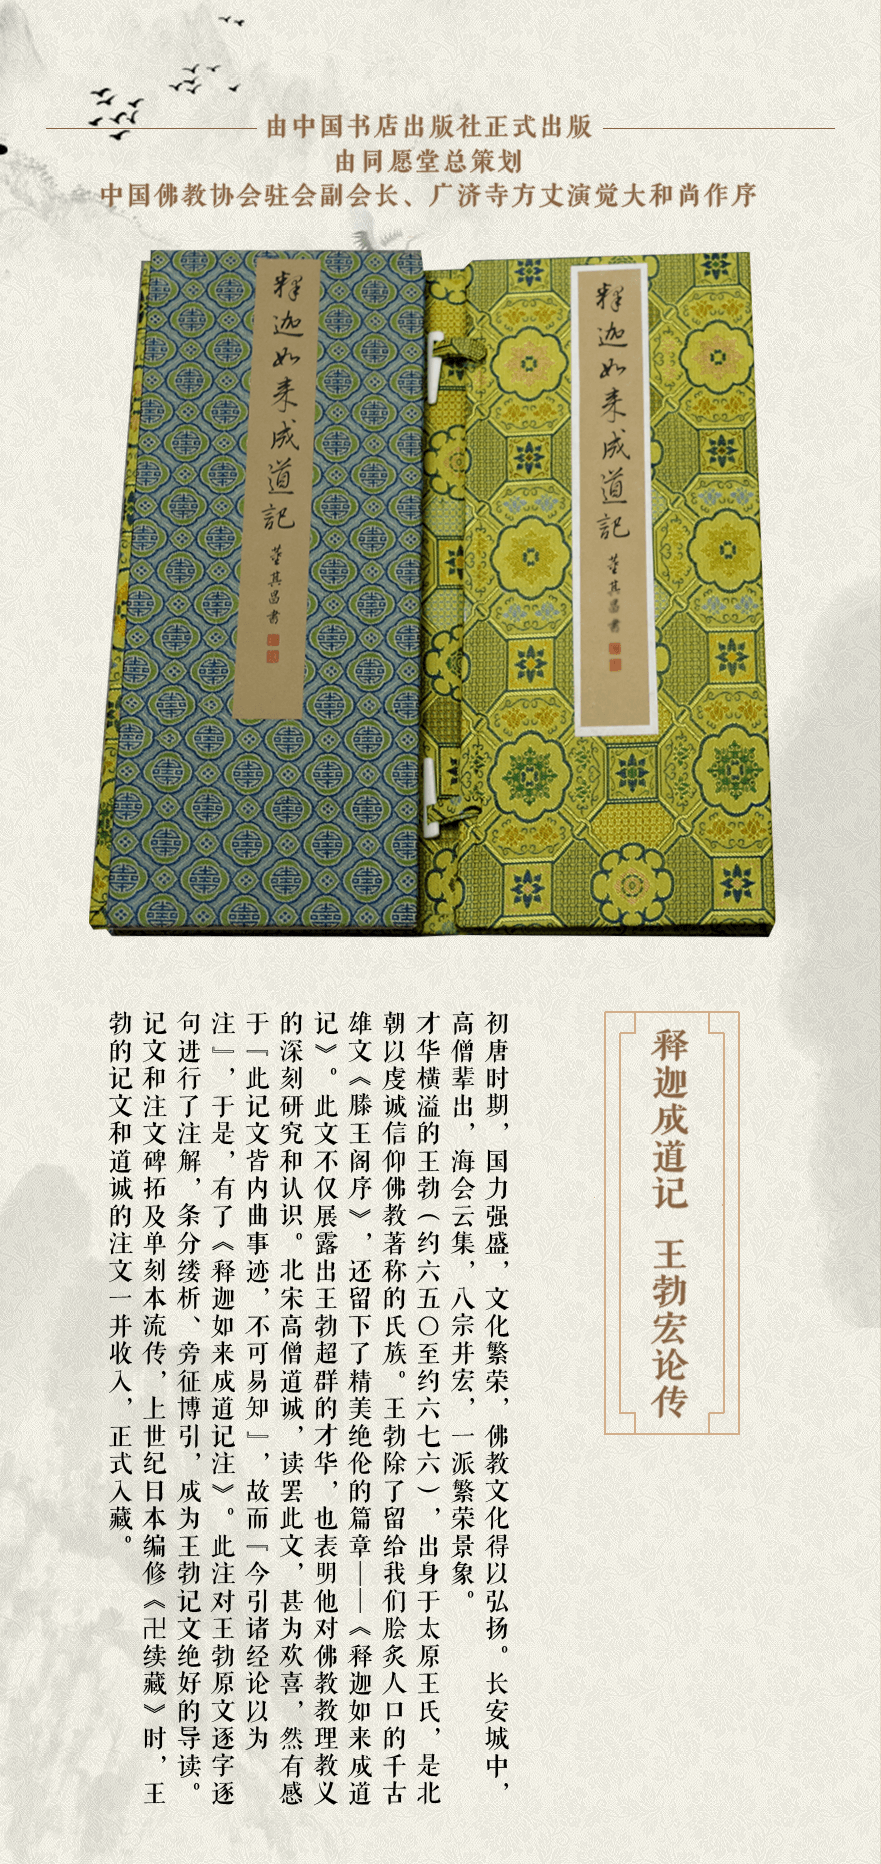 由中国书店出版社正式出版
由同愿堂总策划
中国佛教协会驻会副会长、广济寺方丈演觉大和尚作序
释迦如来成道記
董其昌書
释迦如来成道記
董其昌書
释迦成道记 王勃宏论传
初唐时期，国力强盛，文化繁荣，佛教文化得以弘扬。长安城中，
高僧辈出，海会云集，八宗并宏，一派繁荣景象。
才华横溢的王勃（约六五〇至约六七六），出身于太原王氏，是北
朝以虔诚信仰佛教著称的氏族。王勃除了留给我们脍炙人口的千古
雄文《滕王阁序》，还留下了精美绝伦的篇章——《释迦如来成道
记》。此文不仅展露出王勃超群的才华，也表明他对佛教教理教义
的深刻研究和认识。北宋高僧道诚，读罢此文，甚为欢喜，然有感
于『此记文皆内曲事迹，不可易知』，故而『今引诸经论以为
注』，于是，有了《释迦如来成道记注》。此注对王勃原文逐字逐
句进行了注解，条分缕析、旁征博引，成为王勃记文绝好的导读。
记文和注文碑拓及单刻本流传，上世纪日本编修《卍续藏》时，王
勃的记文和道诚的注文一并收入，正式入藏。